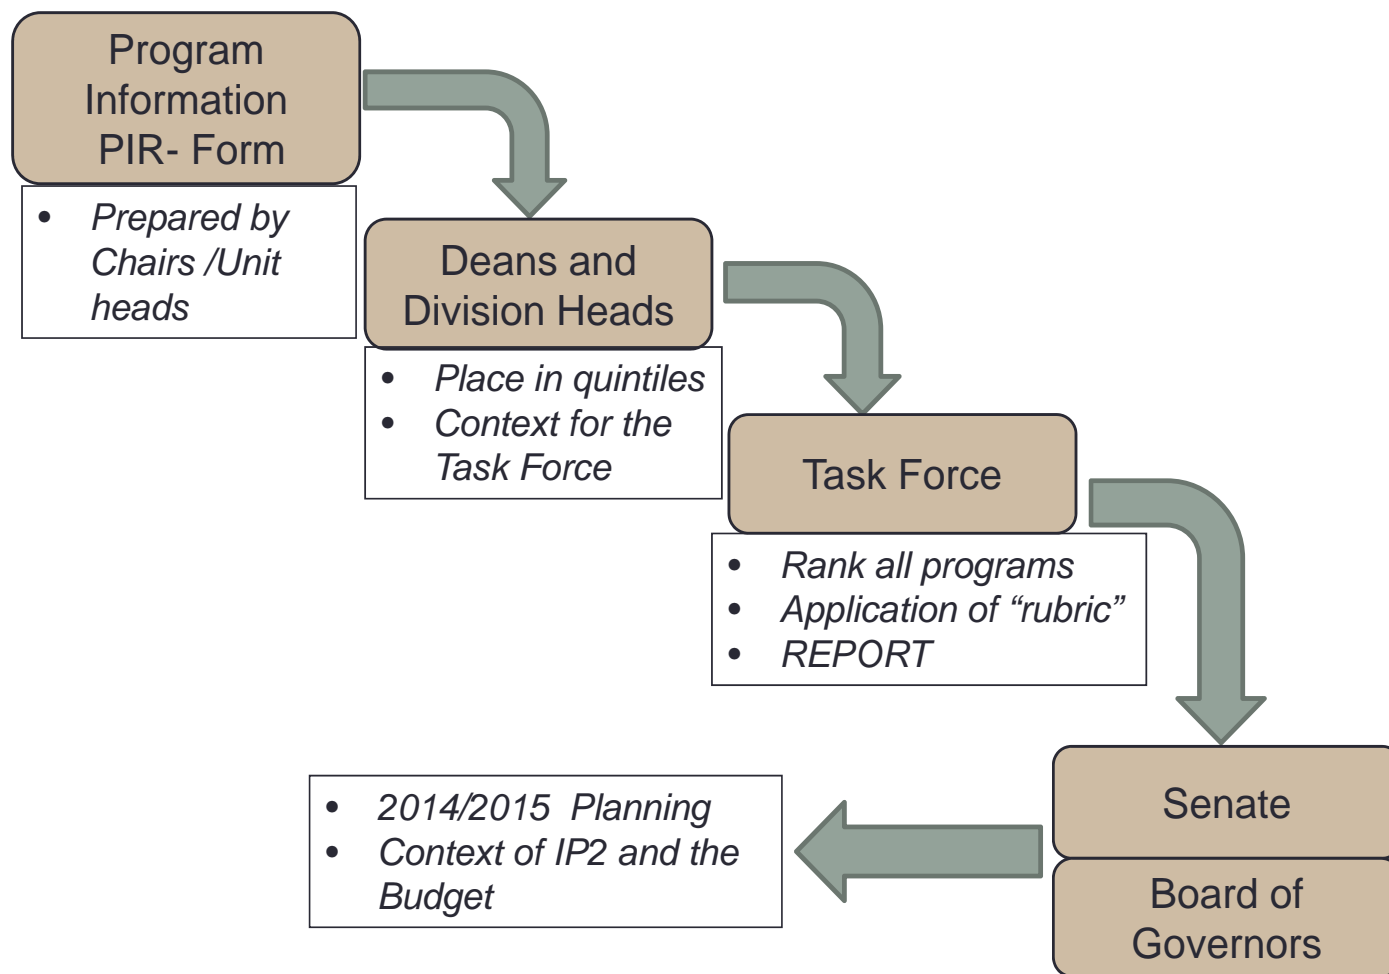 Program
Information
PIR- Form
• Prepared by
Chairs /Unit
heads
Deans and
Division Heads
• Place in quintiles
• Context for the
Task Force
Task Force
• Rank all programs
• Application of “rubric”
• REPORT
Senate
• 2014/2015 Planning
• Context of IP2 and the
Budget
Board of
Governors